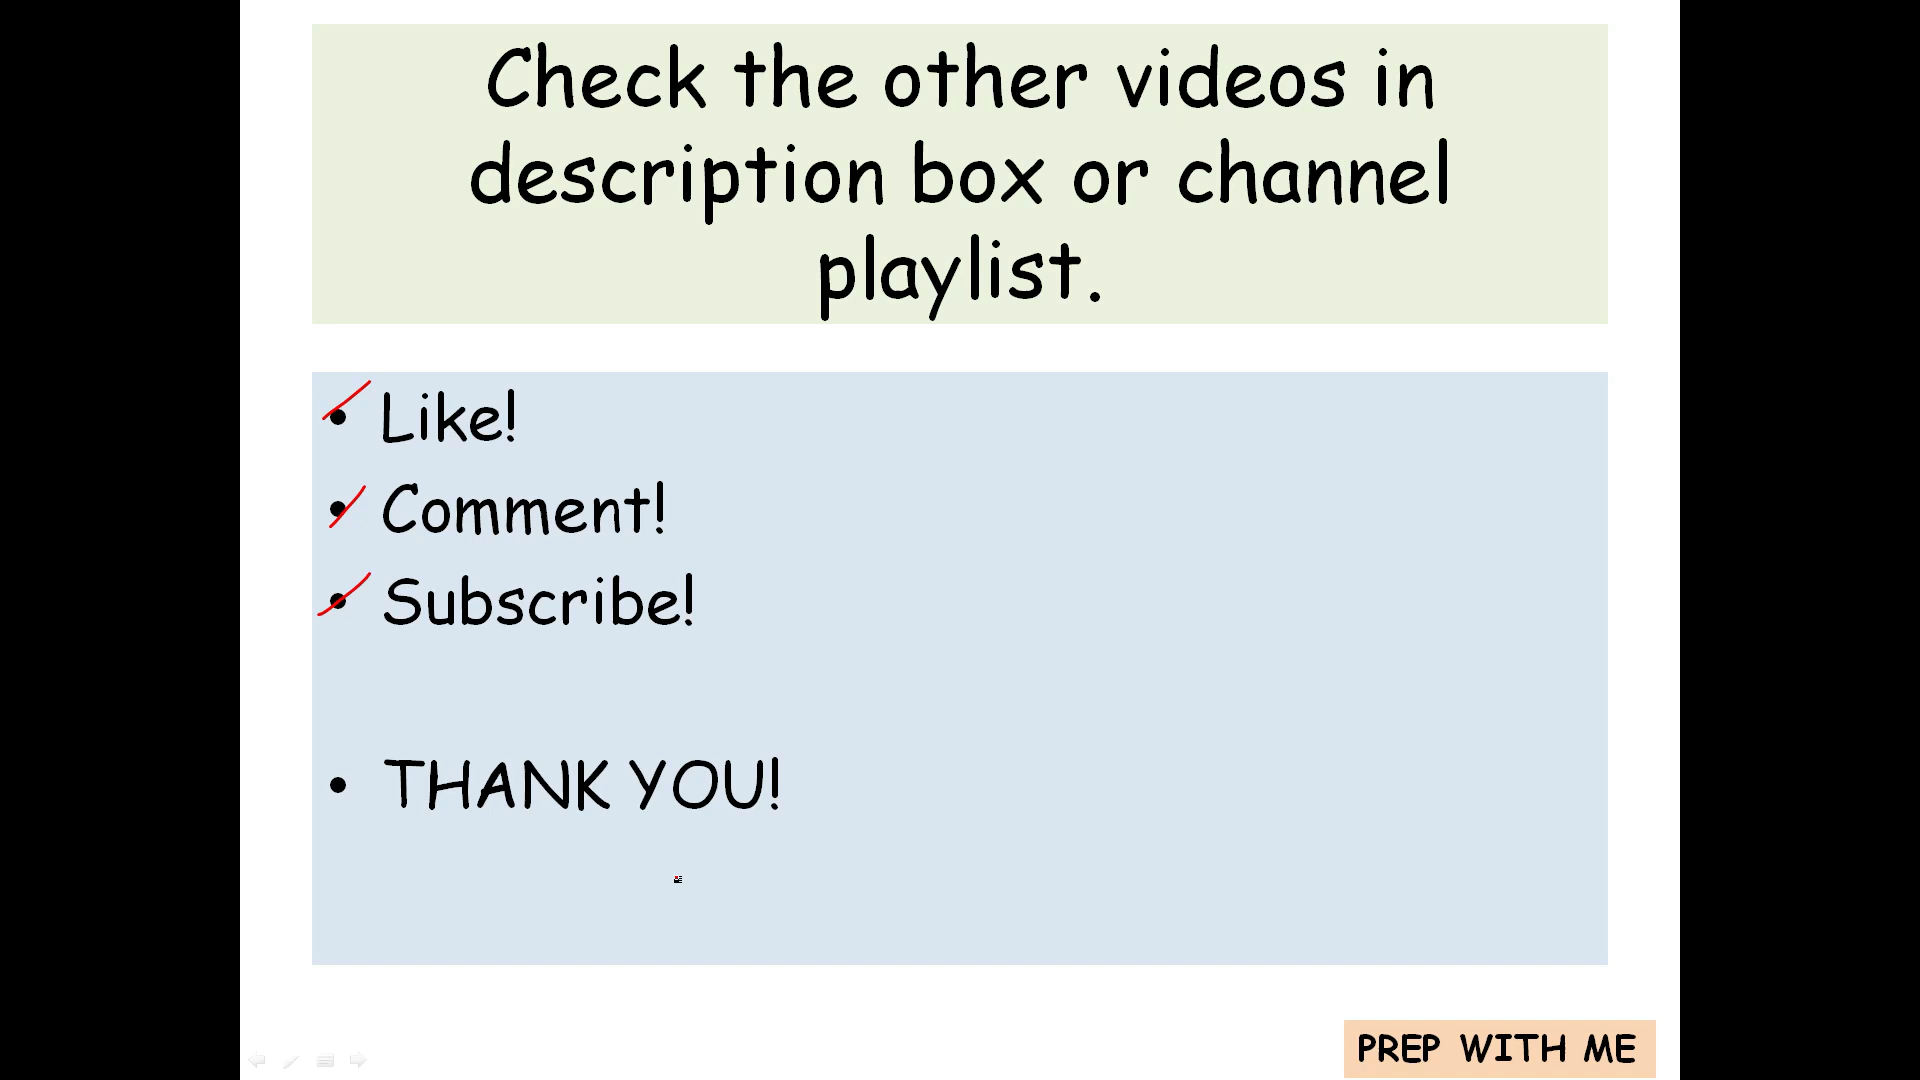 Check the other videos in
description box or channel
playlist.
• Like!
• Comment!
• Subscribe!
• THANK YOU!
PREP WITH ME